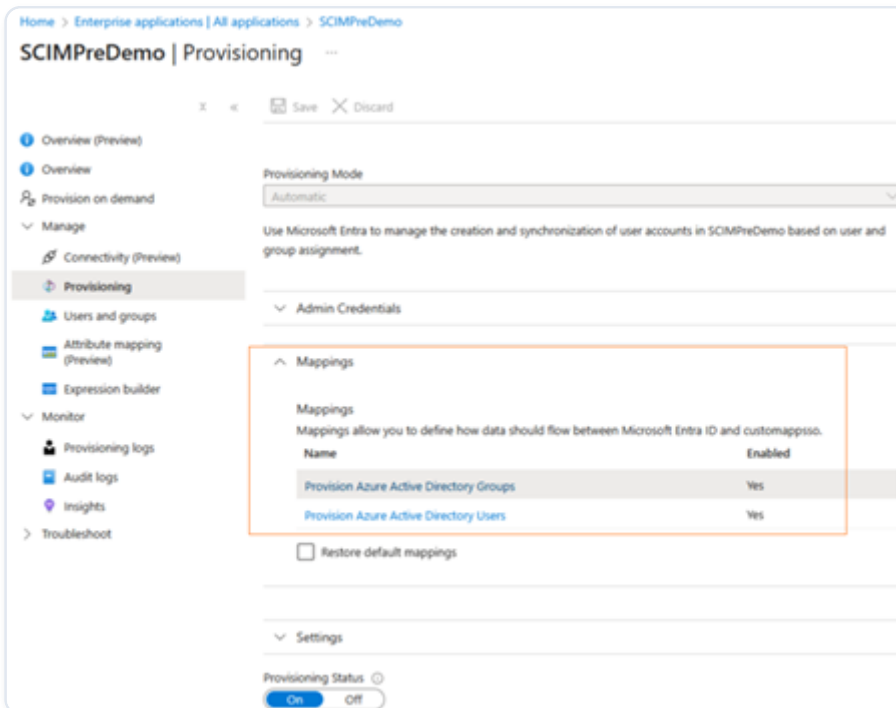 Home > Enterprise applications | All applications > SCIMPreDemo
SCIMPreDemo | Provisioning ...
Save Discard
Overview (Preview)
Overview
Provision on demand
Manage
Connectivity (Preview)
Provisioning
Users and groups
Attribute mapping
(Preview)
Expression builder
Monitor
Provisioning logs
Audit logs
Insights
Troubleshoot
Provisioning Mode
Automatic
Use Microsoft Entra to manage the creation and synchronization of user accounts in SCIMPreDemo based on user and
group assignment.
Admin Credentials
Mappings
Mappings
Mappings allow you to define how data should flow between Microsoft Entra ID and customappsso.
Name Enabled
Provision Azure Active Directory Groups Yes
Provision Azure Active Directory Users Yes
Restore default mappings
Settings
Provisioning Status
On Off